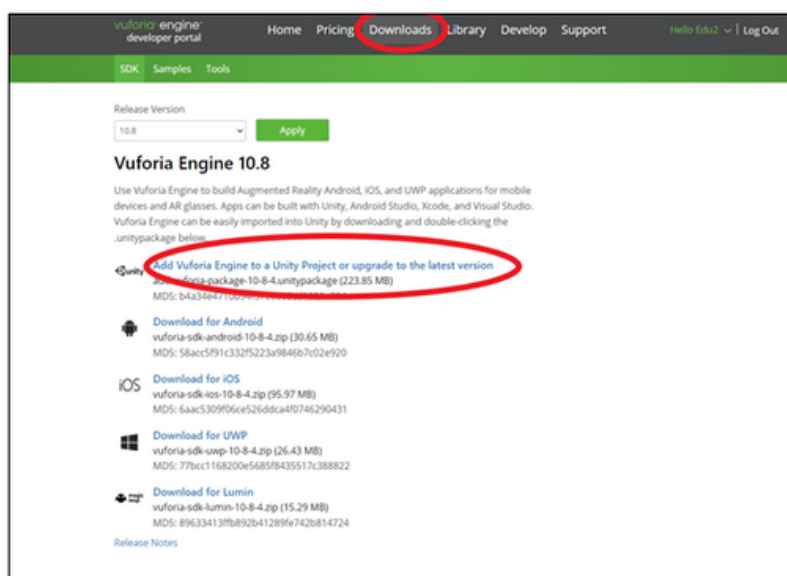 vuforia engine™
developer portal
Home Pricing Downloads Library Develop Support
Hello Edu2 | Log Out
SDK Samples Tools
Release Version
10.8
Apply
Vuforia Engine 10.8
Use Vuforia Engine to build Augmented Reality Android, iOS, and UWP applications for mobile
devices and AR glasses. Apps can be built with Unity, Android Studio, Xcode, and Visual Studio.
Vuforia Engine can be easily imported into Unity by downloading and double-clicking the
.unitypackage below.
unity
Add Vuforia Engine to a Unity Project or upgrade to the latest version
add-vuforia-package-10-8-4.unitypackage (223.85 MB)
MD5:
Download for Android
vuforia-sdk-android-10-8-4.zip (30.65 MB)
MD5: 58acc5f91c332f5223a9846b7c02e920
iOS
Download for iOS
vuforia-sdk-ios-10-8-4.zip (95.97 MB)
MD5: 6aac5309f06ce526ddca4f0746290431
Download for UWP
vuforia-sdk-uwp-10-8-4.zip (26.43 MB)
MD5: 77bcc1168200e5685f8435517c388822
magic leap
Download for Lumin
vuforia-sdk-lumin-10-8-4.zip (15.29 MB)
MD5: 89633413ffb892b41289fe742b814724
Release Notes